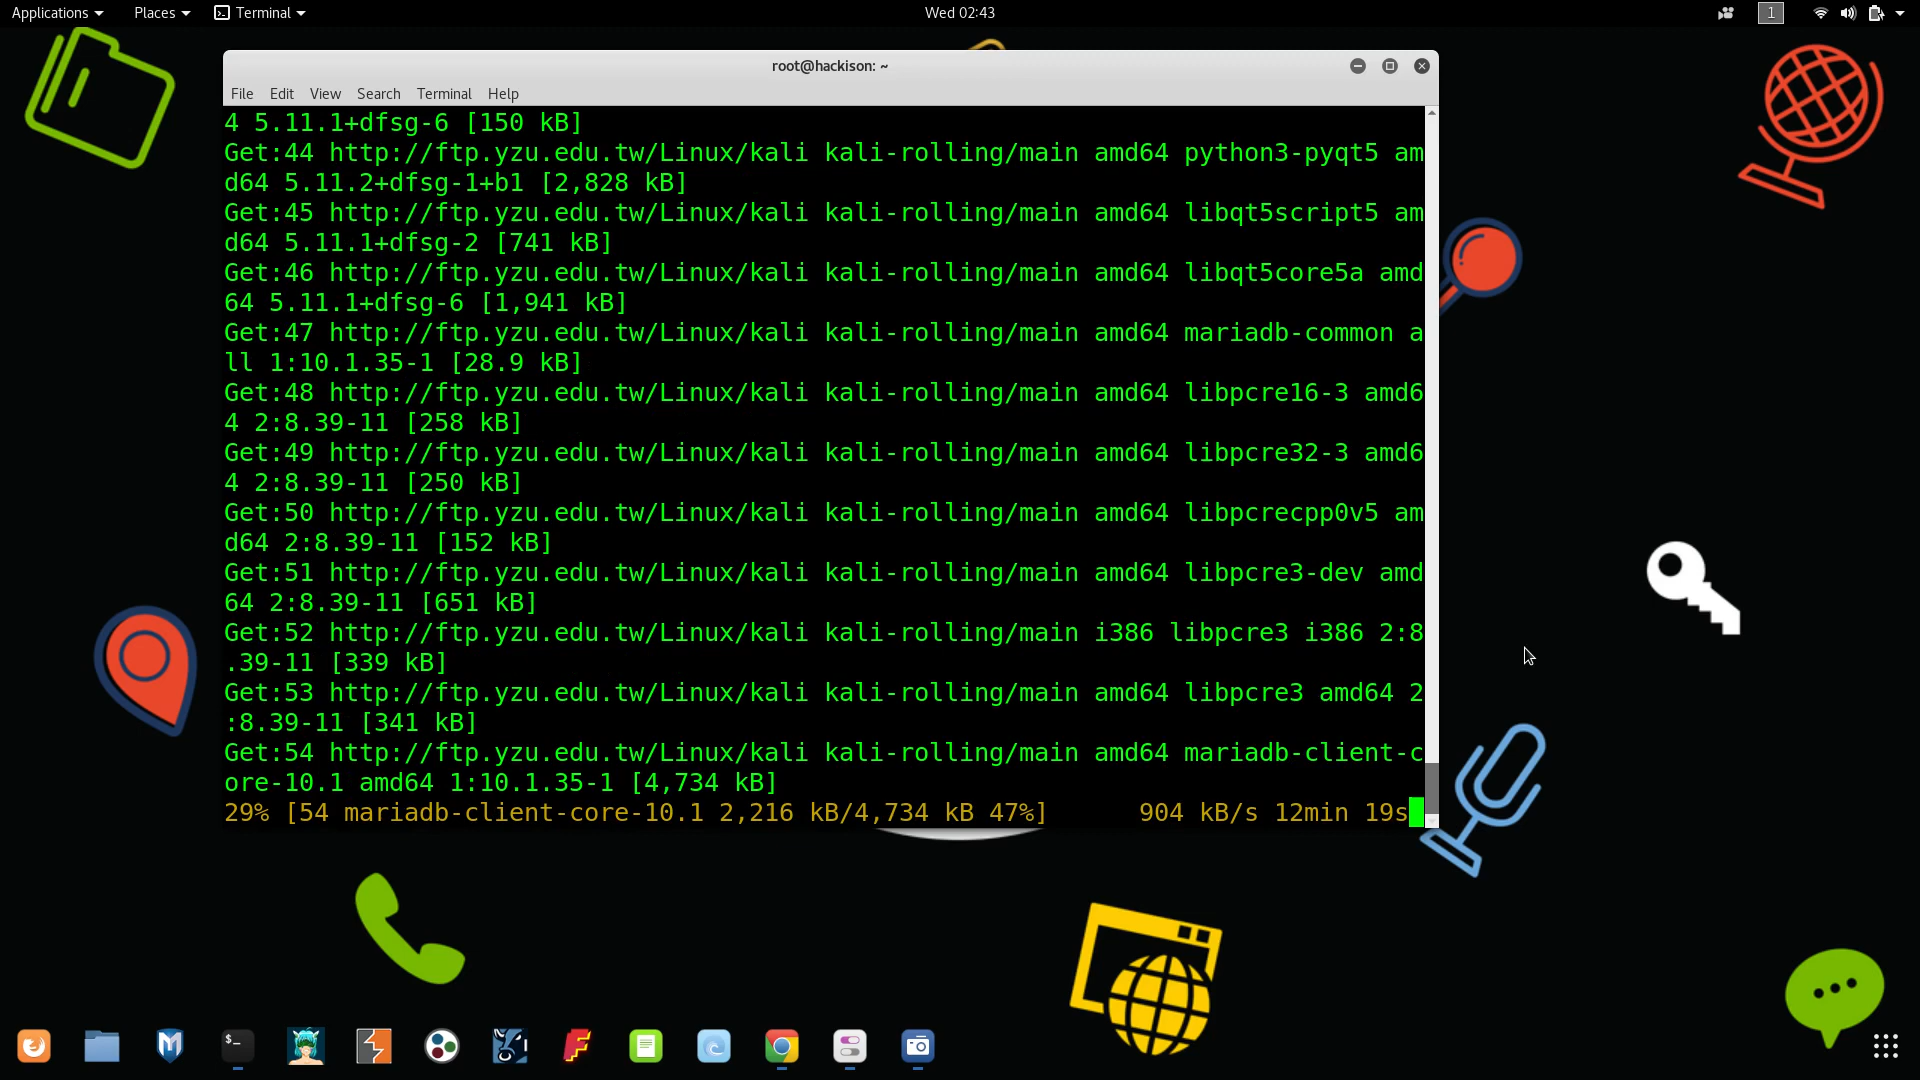 Applications Places Terminal Wed 02:43 1
root@hackison: ~
File Edit View Search Terminal Help
4 5.11.1+dfsg-6 [150 kB]
Get:44 http://ftp.yzu.edu.tw/Linux/kali kali-rolling/main amd64 python3-pyqt5 am
d64 5.11.2+dfsg-1+b1 [2,828 kB]
Get:45 http://ftp.yzu.edu.tw/Linux/kali kali-rolling/main amd64 libqt5script5 am
d64 5.11.1+dfsg-2 [741 kB]
Get:46 http://ftp.yzu.edu.tw/Linux/kali kali-rolling/main amd64 libqt5core5a amd
64 5.11.1+dfsg-6 [1,941 kB]
Get:47 http://ftp.yzu.edu.tw/Linux/kali kali-rolling/main amd64 mariadb-common a
ll 1:10.1.35-1 [28.9 kB]
Get:48 http://ftp.yzu.edu.tw/Linux/kali kali-rolling/main amd64 libpcre16-3 amd6
4 2:8.39-11 [258 kB]
Get:49 http://ftp.yzu.edu.tw/Linux/kali kali-rolling/main amd64 libpcre32-3 amd6
4 2:8.39-11 [250 kB]
Get:50 http://ftp.yzu.edu.tw/Linux/kali kali-rolling/main amd64 libpcrecpp0v5 am
d64 2:8.39-11 [152 kB]
Get:51 http://ftp.yzu.edu.tw/Linux/kali kali-rolling/main amd64 libpcre3-dev amd
64 2:8.39-11 [651 kB]
Get:52 http://ftp.yzu.edu.tw/Linux/kali kali-rolling/main i386 libpcre3 i386 2:8
.39-11 [339 kB]
Get:53 http://ftp.yzu.edu.tw/Linux/kali kali-rolling/main amd64 libpcre3 amd64 2
:8.39-11 [341 kB]
Get:54 http://ftp.yzu.edu.tw/Linux/kali kali-rolling/main amd64 mariadb-client-c
ore-10.1 amd64 1:10.1.35-1 [4,734 kB]
29% [54 mariadb-client-core-10.1 2,216 kB/4,734 kB 47%] 904 kB/s 12min 19s